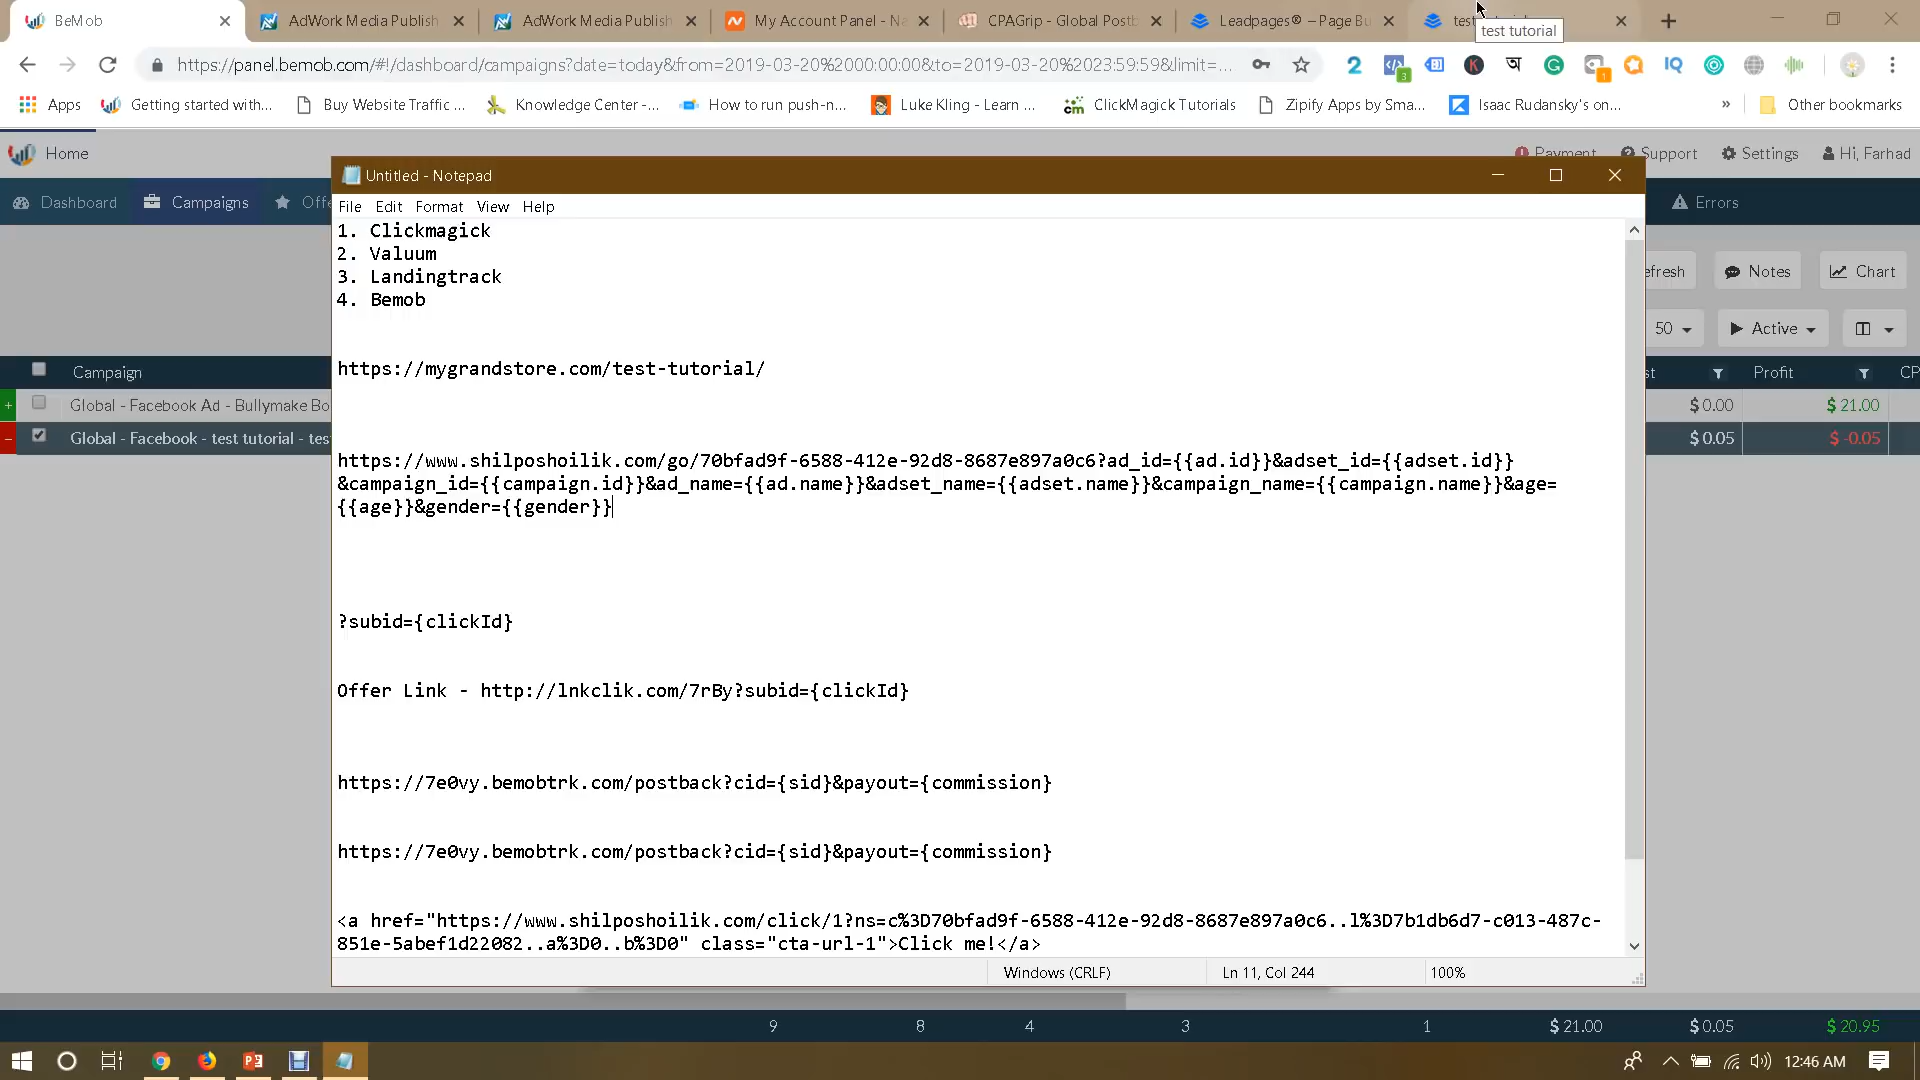 BeMob
AdWork Media Publish
AdWork Media Publish
My Account Panel - Na
CPAGrip - Global Postb
Leadpages® – Page Bu
test tutorial
https://panel.bemob.com/#!/dashboard/campaigns?date=today&from=2019-03-20%2000:00:00&to=2019-03-20%2023:59:59&limit=...
Apps
Getting started with...
Buy Website Traffic ...
Knowledge Center -...
How to run push-n...
Luke Kling - Learn ...
ClickMagick Tutorials
Zipify Apps by Sma...
Isaac Rudansky's on...
»
Other bookmarks
Home
Payment
Support
Settings
Hi, Farhad
Dashboard
Campaigns
Offe
Errors
Untitled - Notepad
File Edit Format View Help
1. Clickmagick
2. Valuum
3. Landingtrack
4. Bemob
https://mygrandstore.com/test-tutorial/
https://www.shilposhoilik.com/go/70bfad9f-6588-412e-92d8-8687e897a0c6?ad_id={{ad.id}}&adset_id={{adset.id}}
&campaign_id={{campaign.id}}&ad_name={{ad.name}}&adset_name={{adset.name}}&campaign_name={{campaign.name}}&age=
{{age}}&gender={{gender}}
?subid={clickId}
Offer Link - http://lnkclik.com/7rBy?subid={clickId}
https://7e0vy.bemobtrk.com/postback?cid={sid}&payout={commission}
https://7e0vy.bemobtrk.com/postback?cid={sid}&payout={commission}
<a href="https://www.shilposhoilik.com/click/1?ns=c%3D70bfad9f-6588-412e-92d8-8687e897a0c6..l%3D7b1db6d7-c013-487c-
851e-5abef1d22082..a%3D0..b%3D0" class="cta-url-1">Click me!</a>
Windows (CRLF)
Ln 11, Col 244
100%
efresh
Notes
Chart
50
Active
Campaign
st
Profit
CP
Global - Facebook Ad - Bullymake Bo
$ 0.00
$ 21.00
Global - Facebook - test tutorial - tes
$ 0.05
$ -0.05
9
8
4
3
1
$ 21.00
$ 0.05
$ 20.95
12:46 AM